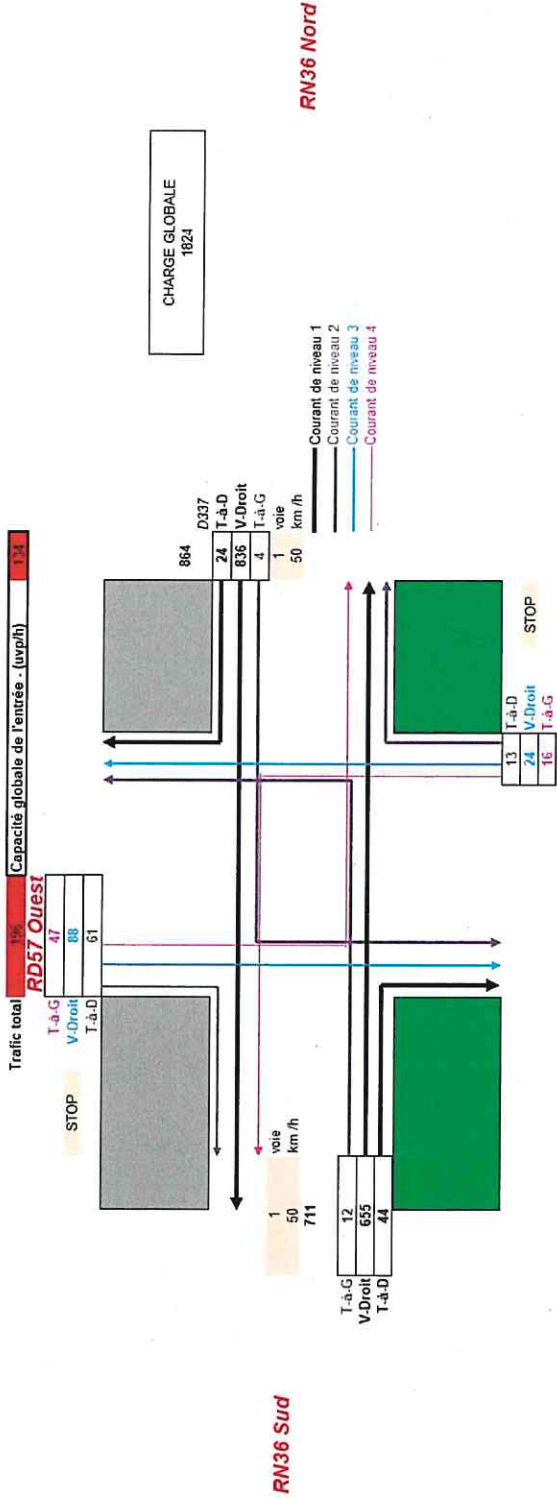 Trafic total 196 Capacité globale de l'entrée - (uvp/h) 134
RD57 Ouest
STOP
T-à-G 47
V-Droit 88
T-à-D 61
CHARGE GLOBALE
1824
RN36 Nord
864
D337
24 T-à-D
836 V-Droit
4 T-à-G
1 voie
50 km /h
Courant de niveau 1
Courant de niveau 2
Courant de niveau 3
Courant de niveau 4
1 voie
50 km /h
711
T-à-G 12
V-Droit 655
T-à-D 44
RN36 Sud
STOP
13 T-à-D
24 V-Droit
16 T-à-G